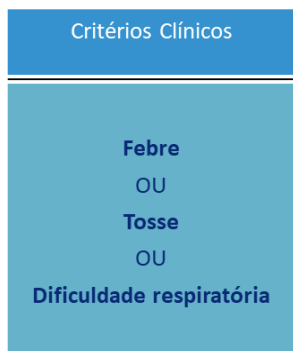 Critérios Clínicos
Febre
OU
Tosse
OU
Dificuldade respiratória